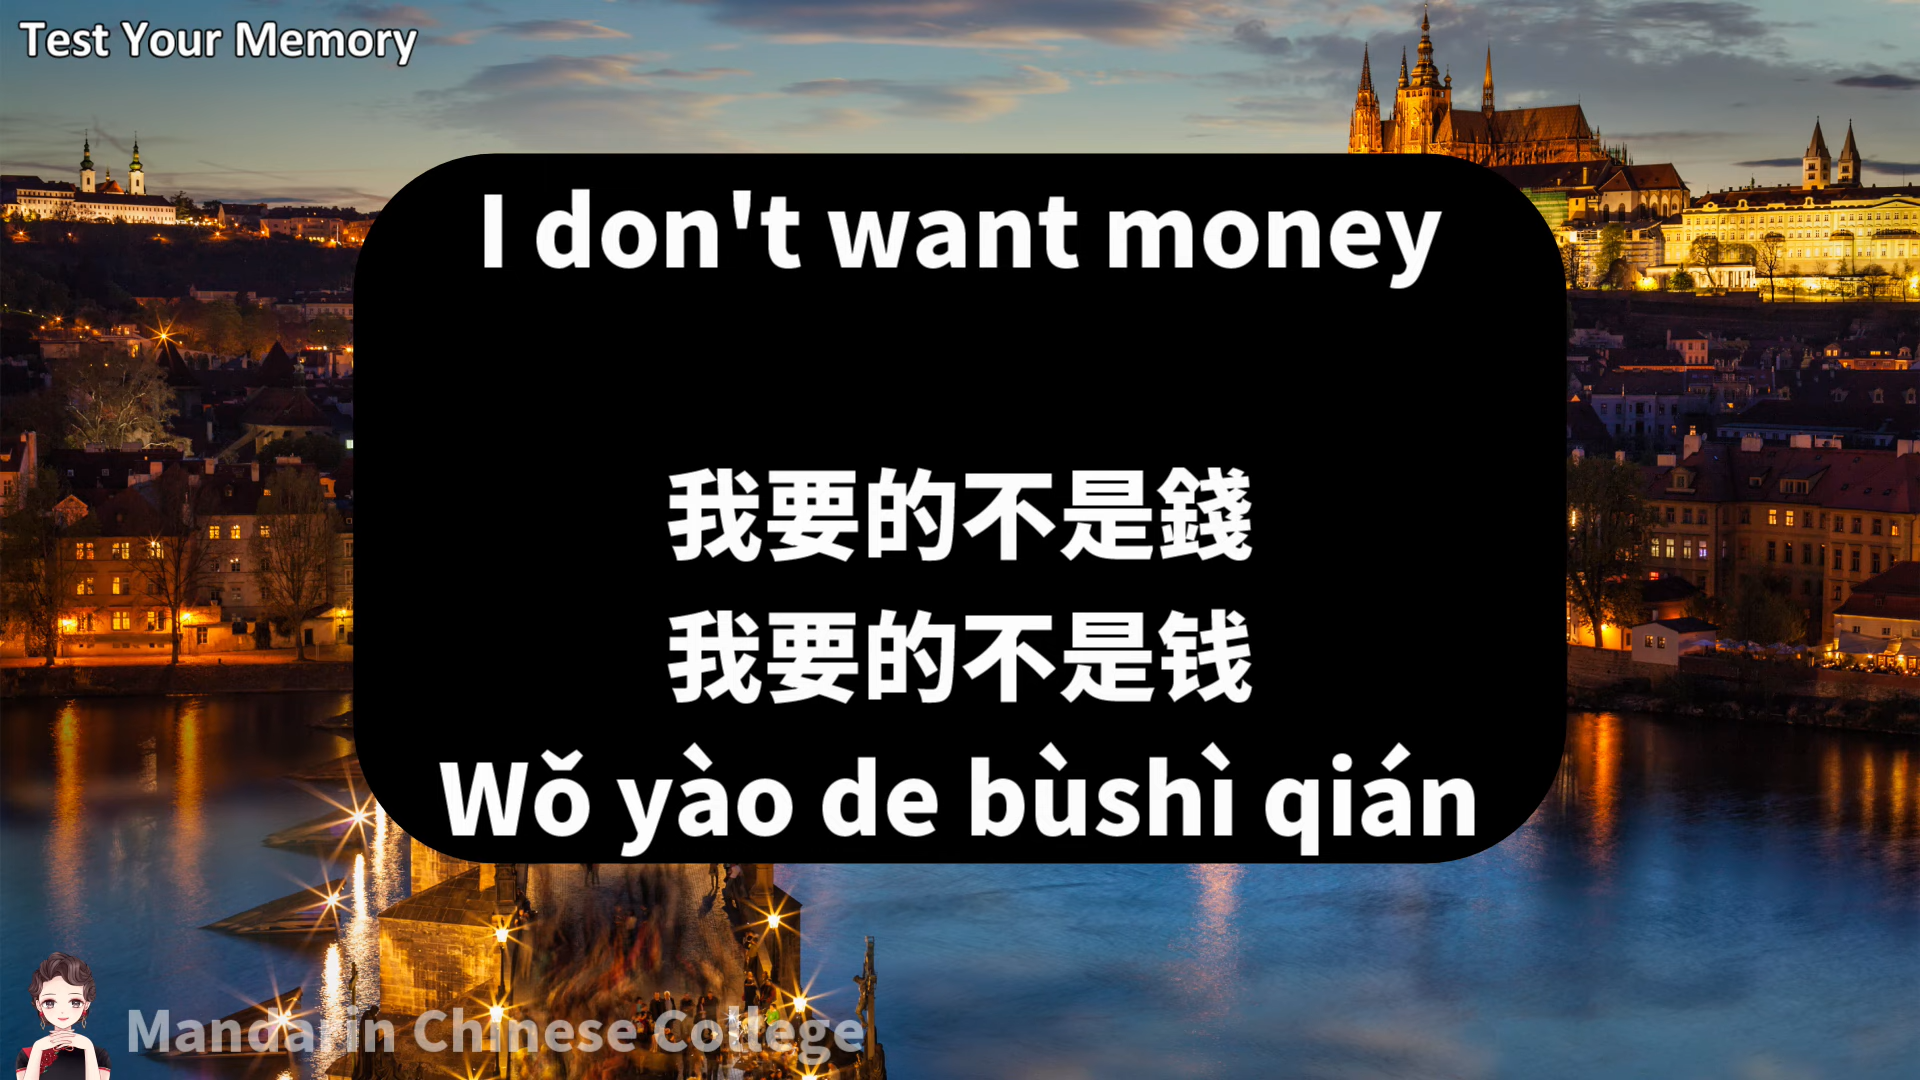 Test Your Memory
I don't want money
我要的不是錢
我要的不是钱
Wǒ yào de bùshì qián
Mandarin Chinese College